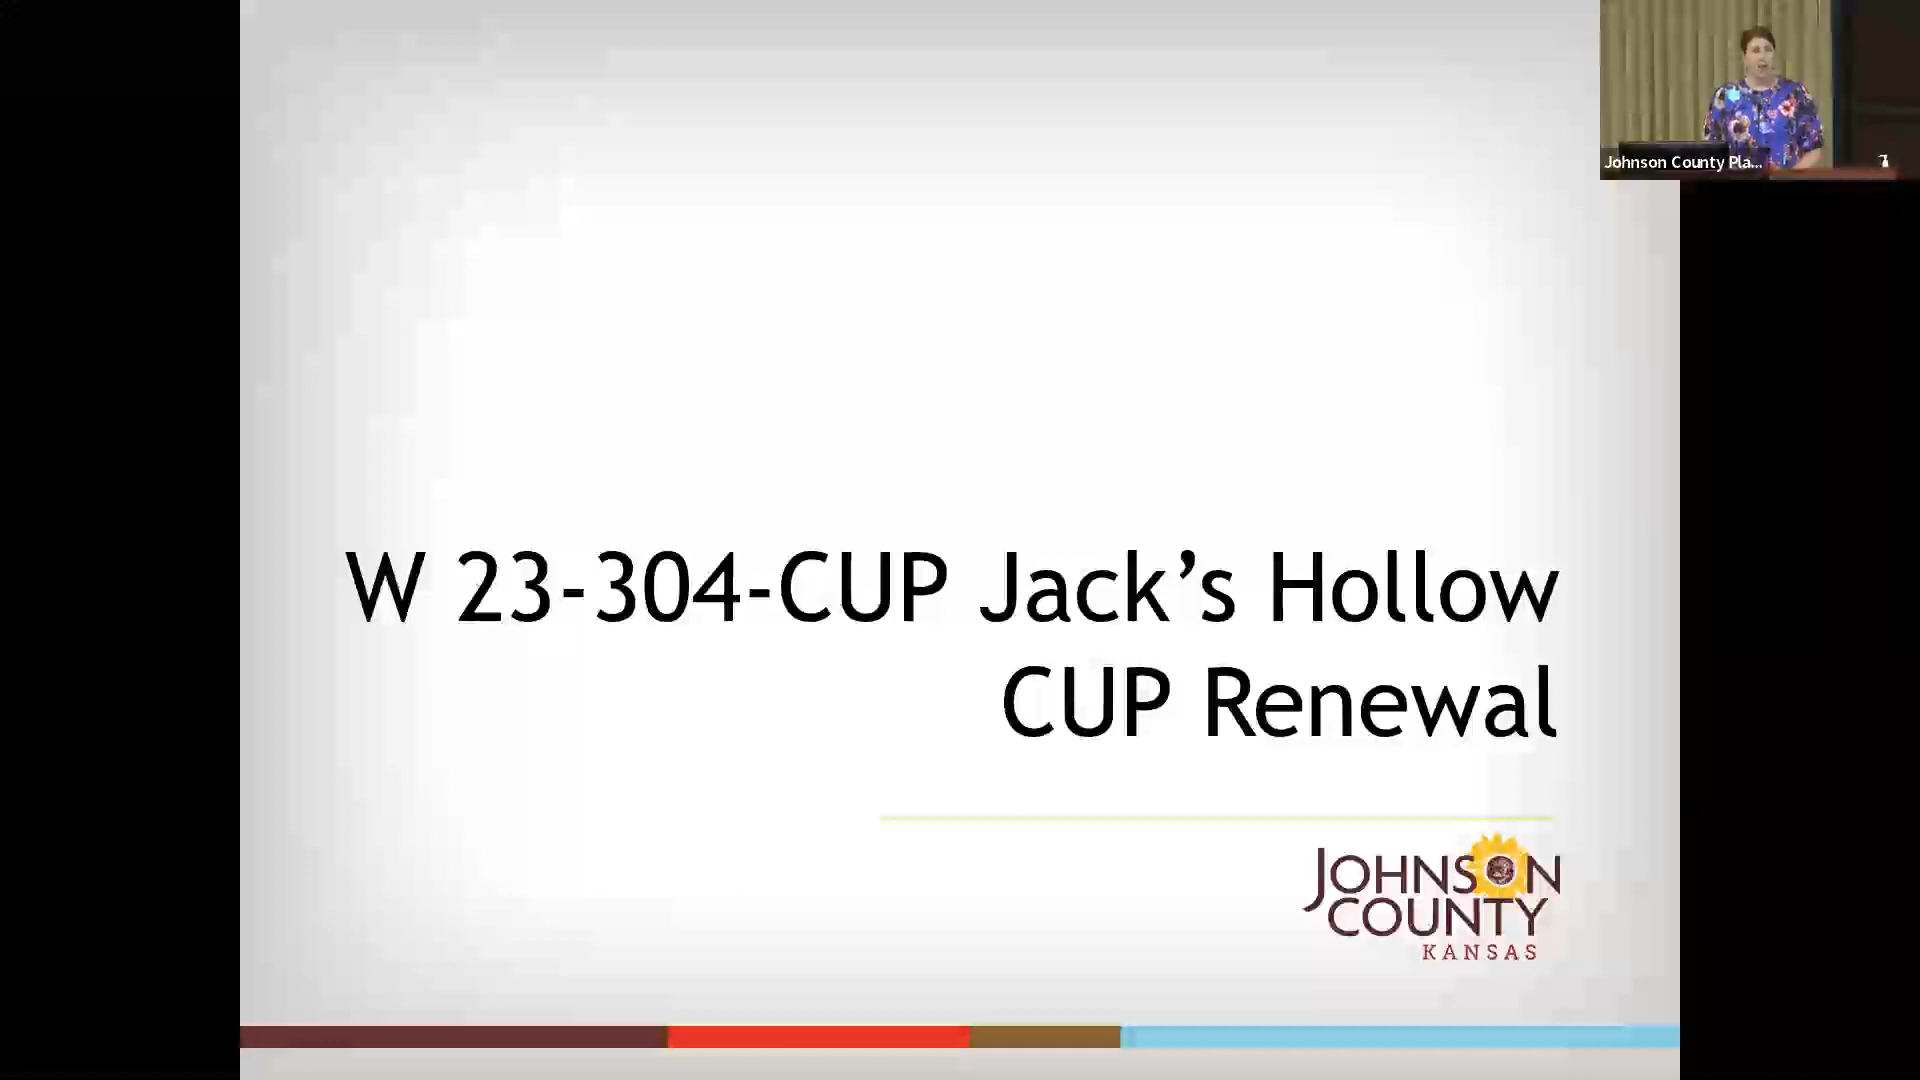 Johnson County Pla...
W 23-304-CUP Jack’s Hollow
CUP Renewal
JOHNSON
COUNTY
KANSAS